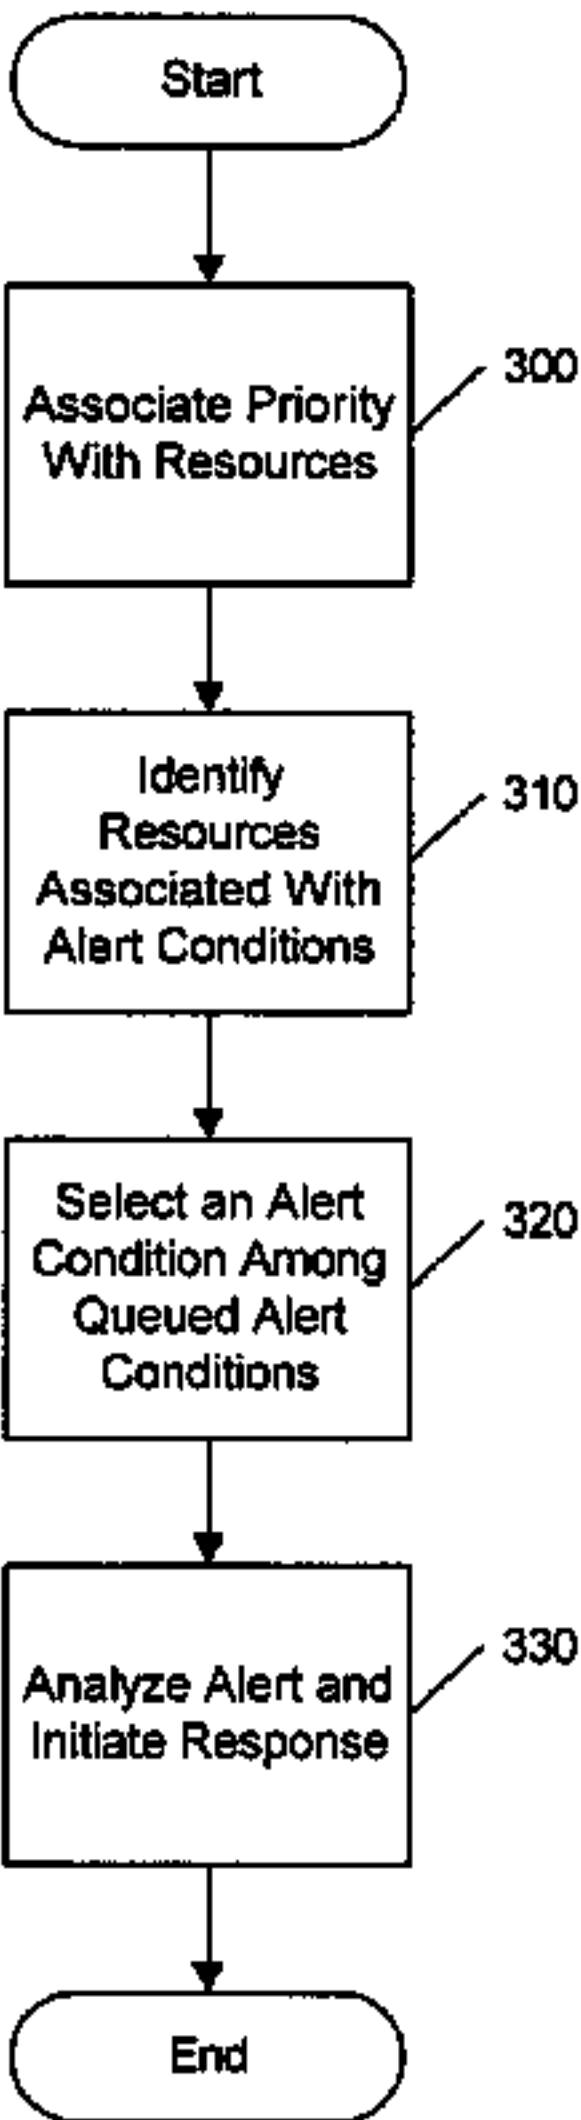 Start
Associate Priority
With Resources
300
Identify
Resources
Associated With
Alert Conditions
310
Select an Alert
Condition Among
Queued Alert
Conditions
320
Analyze Alert and
Initiate Response
330
End